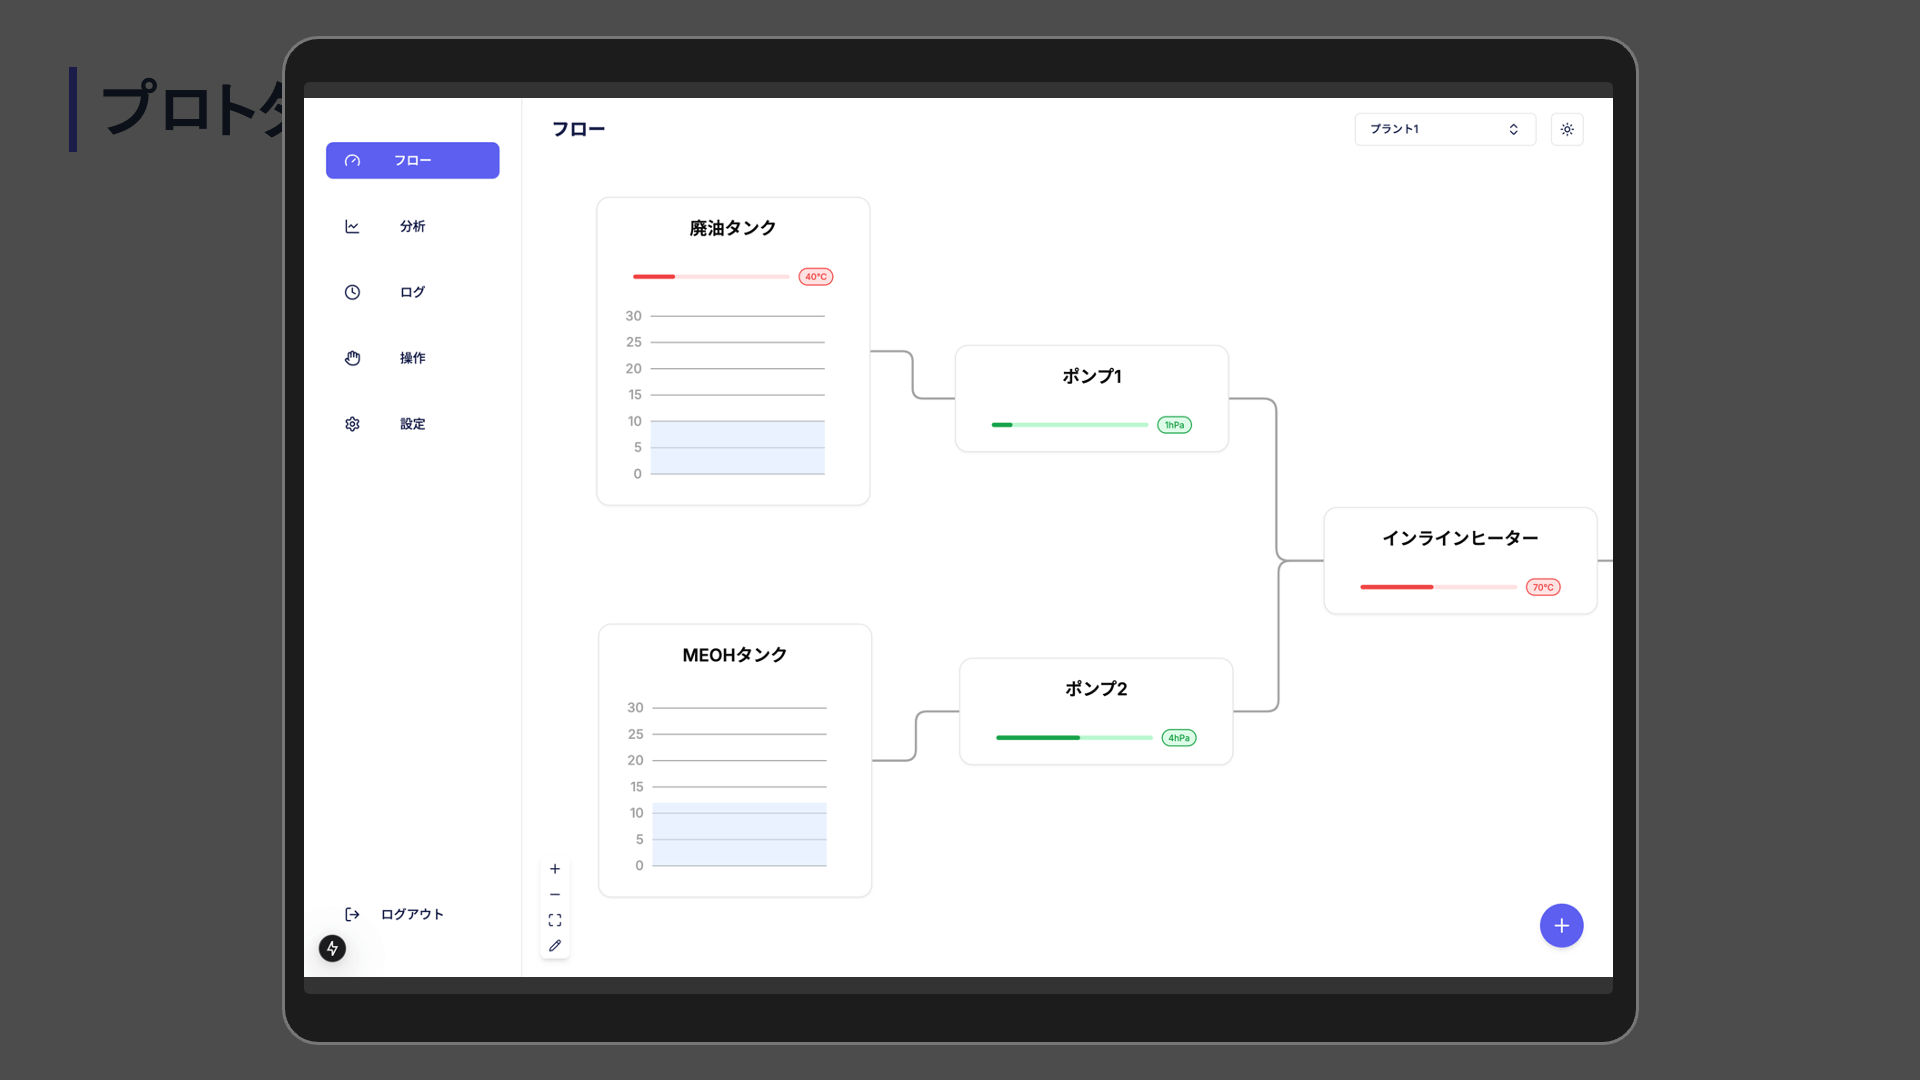 プロトタ
フロー
分析
ログ
操作
設定
ログアウト
フロー
プラント1
廃油タンク
40°C
30
25
20
15
10
5
0
ポンプ1
1hPa
インラインヒーター
70°C
MEOHタンク
30
25
20
15
10
5
0
ポンプ2
4hPa